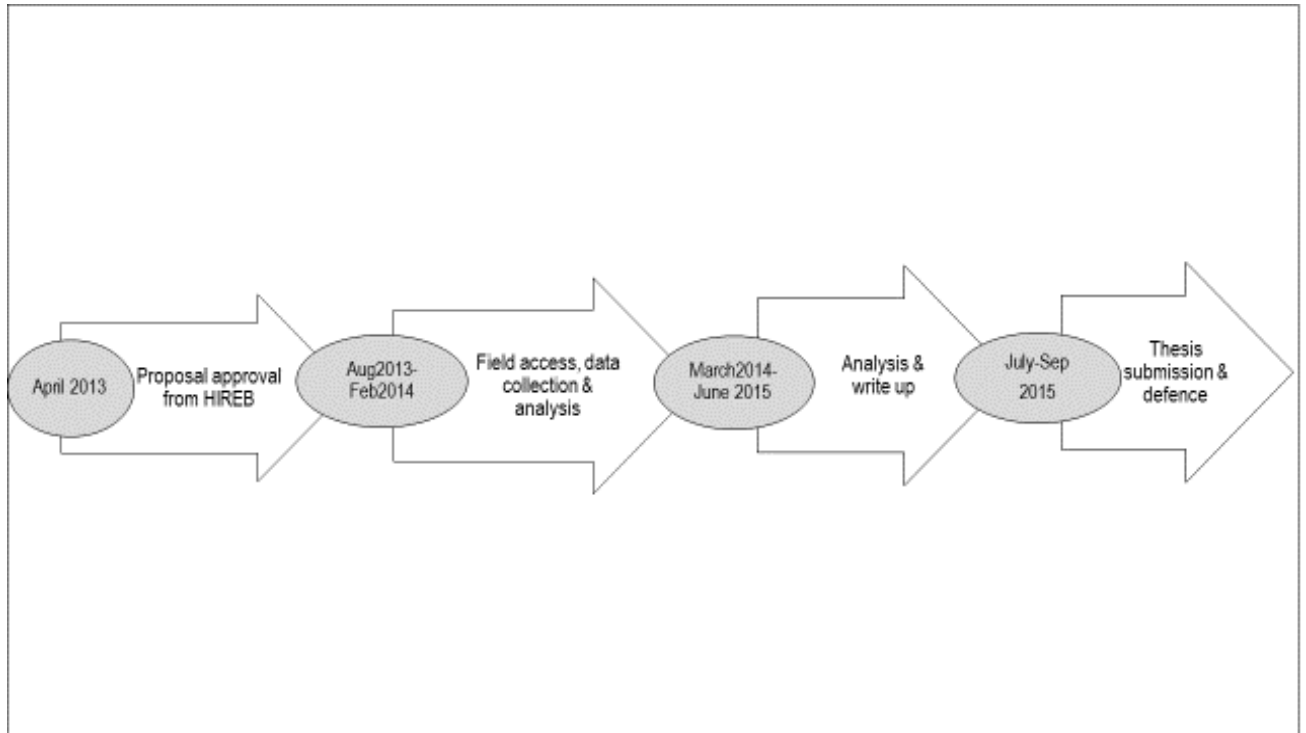 April 2013
Proposal approval
from HIREB
Aug2013-
Feb2014
Field access, data
collection &
analysis
March2014-
June 2015
Analysis &
write up
July-Sep
2015
Thesis
submission &
defence